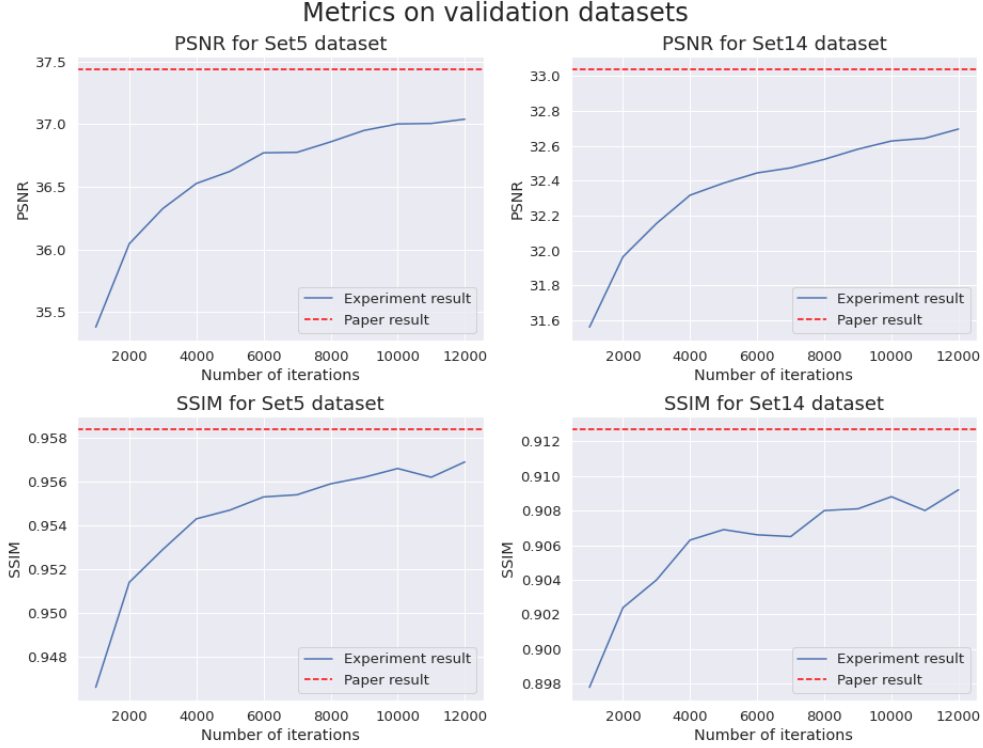 Metrics on validation datasets
PSNR for Set5 dataset
37.5
37.0
36.5
36.0
35.5
PSNR
Experiment result
Paper result
2000 4000 6000 8000 10000 12000
Number of iterations
PSNR for Set14 dataset
33.0
32.8
32.6
32.4
32.2
32.0
31.8
31.6
PSNR
Experiment result
Paper result
2000 4000 6000 8000 10000 12000
Number of iterations
SSIM for Set5 dataset
0.958
0.956
0.954
0.952
0.950
0.948
SSIM
Experiment result
Paper result
2000 4000 6000 8000 10000 12000
Number of iterations
SSIM for Set14 dataset
0.912
0.910
0.908
0.906
0.904
0.902
0.900
0.898
SSIM
Experiment result
Paper result
2000 4000 6000 8000 10000 12000
Number of iterations